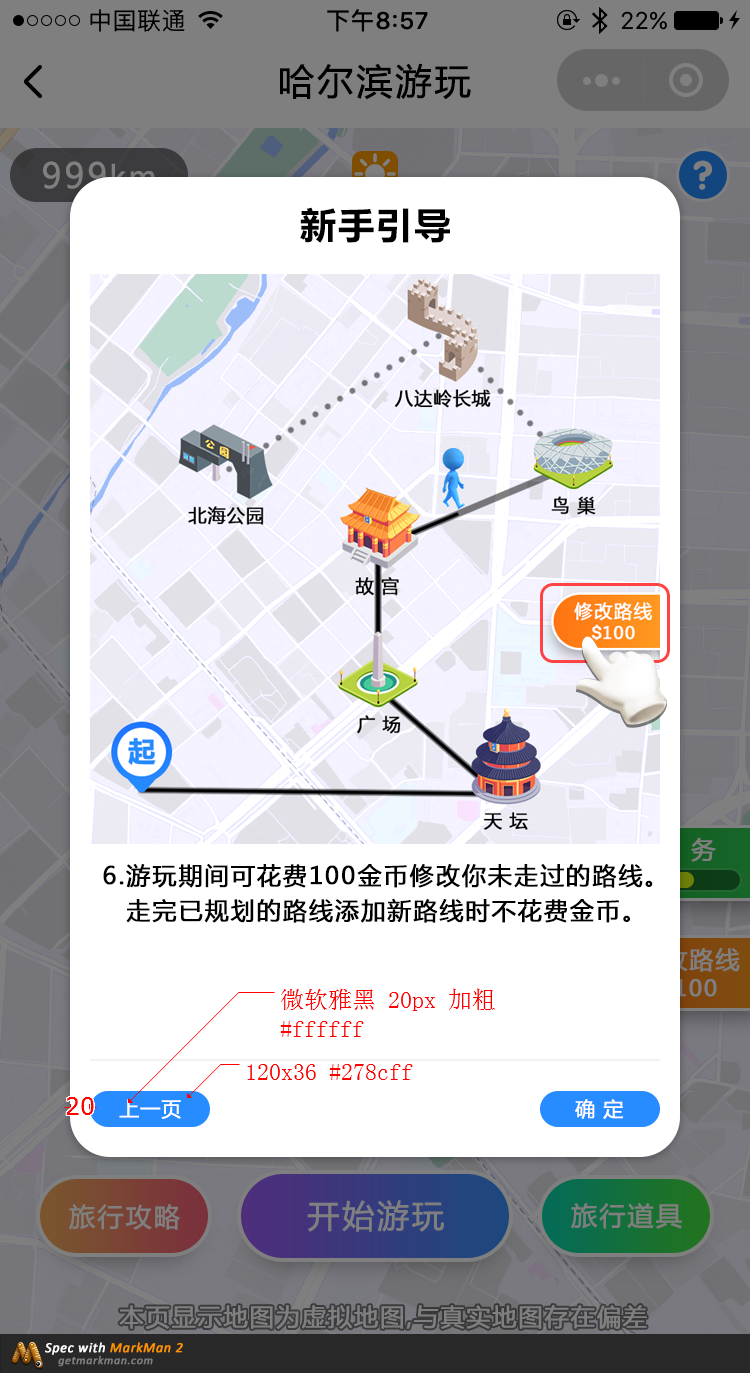 中国联通
下午8:57
22%
哈尔滨游玩
999km
?
新手引导
八达岭长城
公园
北海公园
鸟 巢
故 宫
修改路线
$100
广 场
起
天 坛
务
6.游玩期间可花费100金币修改你未走过的路线。
走完已规划的路线添加新路线时不花费金币。
改路线
100
微软雅黑 20px 加粗
#ffffff
120x36 #278cff
20
上一页
确 定
旅行攻略
开始游玩
旅行道具
本页显示地图为虚拟地图,与真实地图存在偏差
Spec with MarkMan 2
getmarkman.com